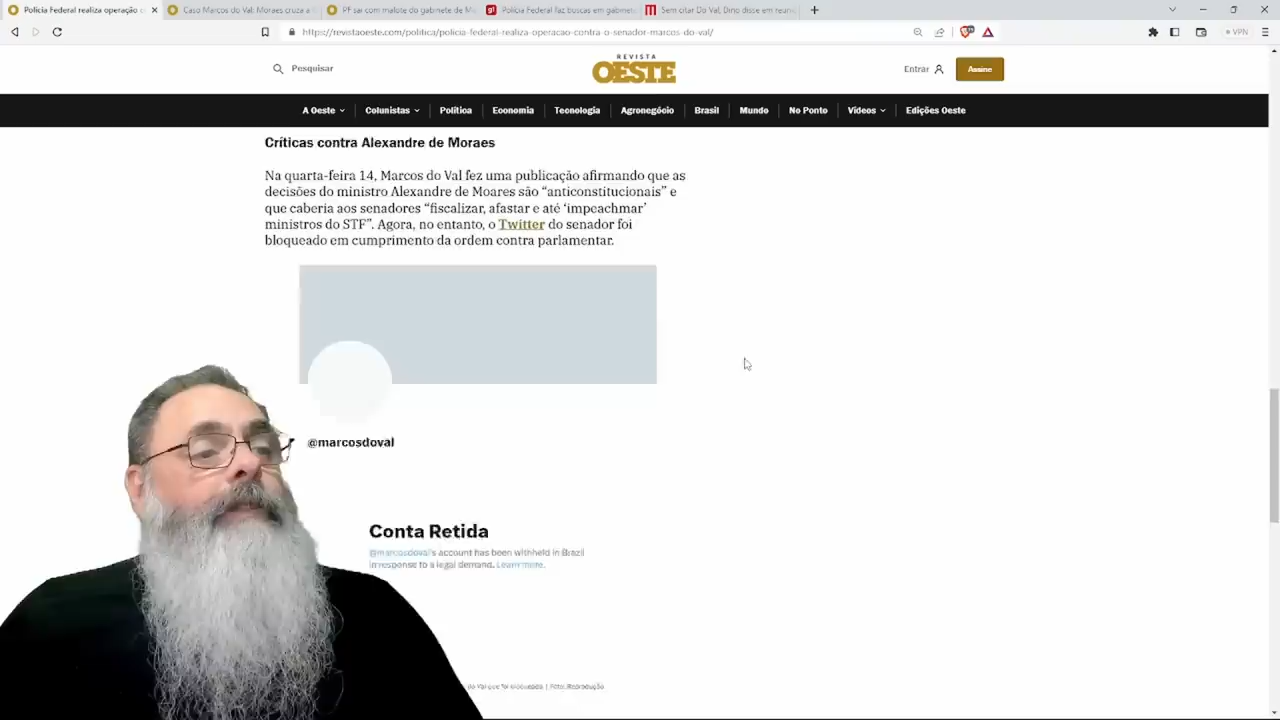 Polícia Federal realiza operação c
Caso Marcos do Val: Moraes cruza a
PF sai com malote do gabinete de M
Polícia Federal faz buscas em gabinete
Sem citar Do Val, Dino disse em reuni
https://revistaoeste.com/politica/policia-federal-realiza-operacao-contra-o-senador-marcos-do-val/
VPN
Pesquisar
REVISTA
OESTE
Entrar
Assine
A Oeste
Colunistas
Política
Economia
Tecnologia
Agronegócio
Brasil
Mundo
No Ponto
Vídeos
Edições Oeste
Críticas contra Alexandre de Moraes
Na quarta-feira 14, Marcos do Val fez uma publicação afirmando que as
decisões do ministro Alexandre de Moares são “anticonstitucionais” e
que caberia aos senadores “fiscalizar, afastar e até ‘impeachmar’
ministros do STF”. Agora, no entanto, o Twitter do senador foi
bloqueado em cumprimento da ordem contra parlamentar.
@marcosdoval
Conta Retida
@marcosdoval's account has been withheld in Brazil
in response to a legal demand. Learn more.
do Val que foi bloqueada | Foto: Reprodução